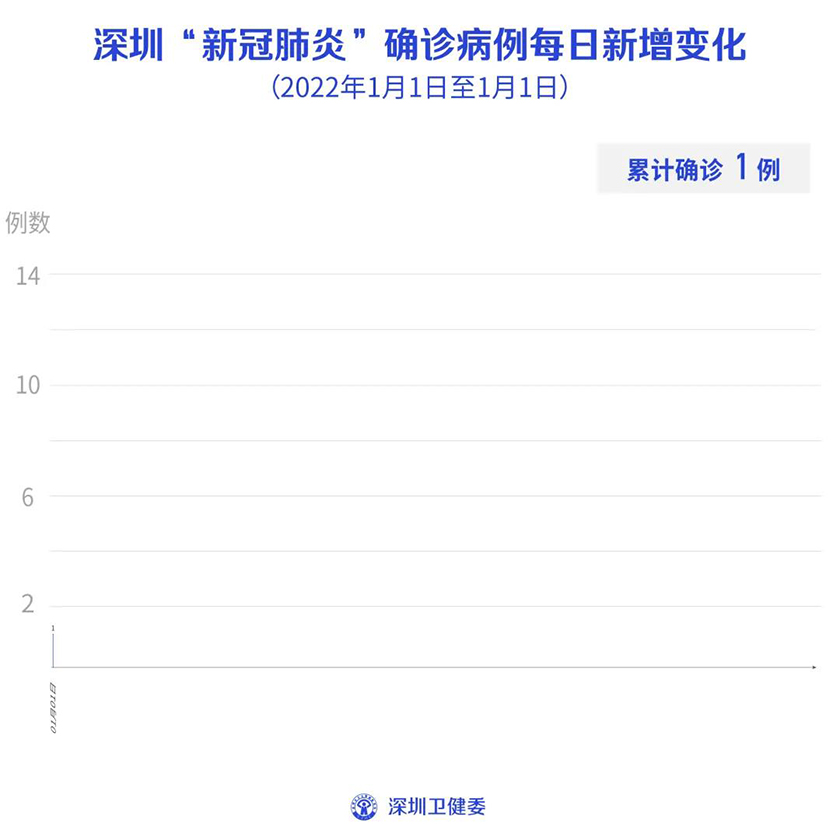 深圳“新冠肺炎”确诊病例每日新增变化
（2022年1月1日至1月1日）
累计确诊 1 例
例数
14
10
6
2
1
01月01日
深圳卫健委